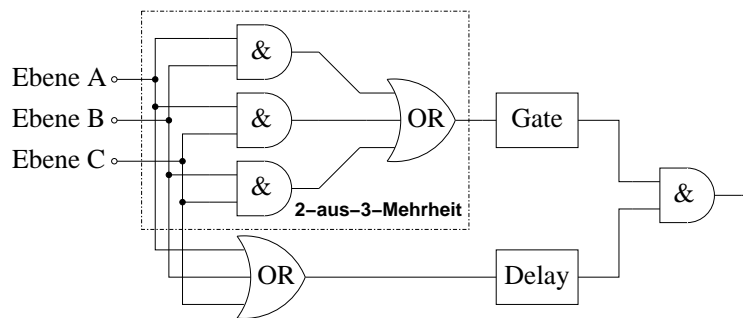 &
Ebene A
&
OR
Gate
Ebene B
Ebene C
&
2–aus–3–Mehrheit
&
OR
Delay